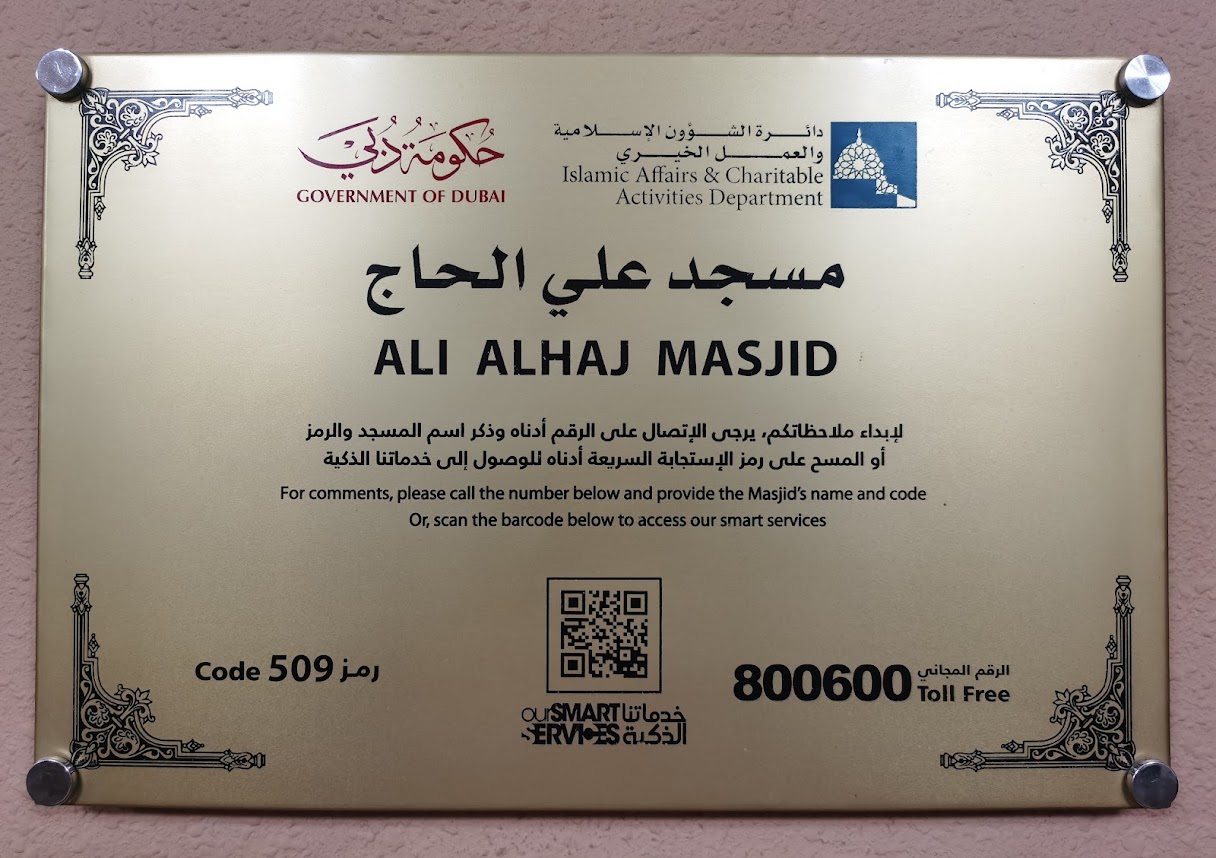 حكومة دبي
GOVERNMENT OF DUBAI
دائرة الشؤون الإسلامية
والعمل الخيري
Islamic Affairs & Charitable
Activities Department
مسجد علي الحاج
ALI ALHAJ MASJID
لإبداء ملاحظاتكم، يرجى الإتصال على الرقم أدناه وذكر اسم المسجد والرمز
أو المسح على رمز الإستجابة السريعة أدناه للوصول إلى خدماتنا الذكية
For comments, please call the number below and provide the Masjid's name and code
Or, scan the barcode below to access our smart services
Code 509 رمز
ourSMART خدماتنا
SERVICES الذكية
800600
الرقم المجاني
Toll Free